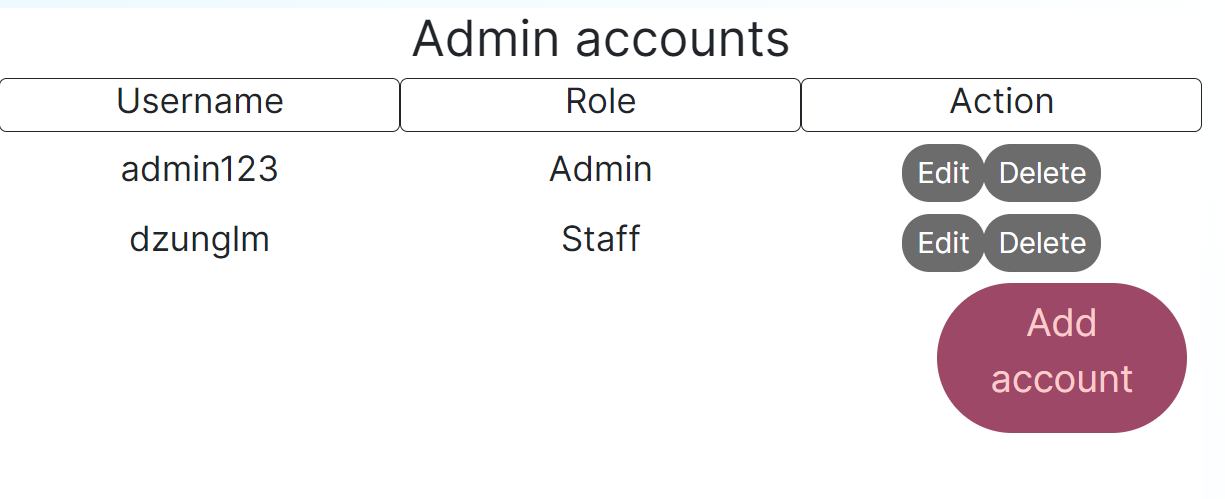 Admin accounts
Username Role Action
admin123 Admin Edit Delete
dzunglm Staff Edit Delete
Add
account